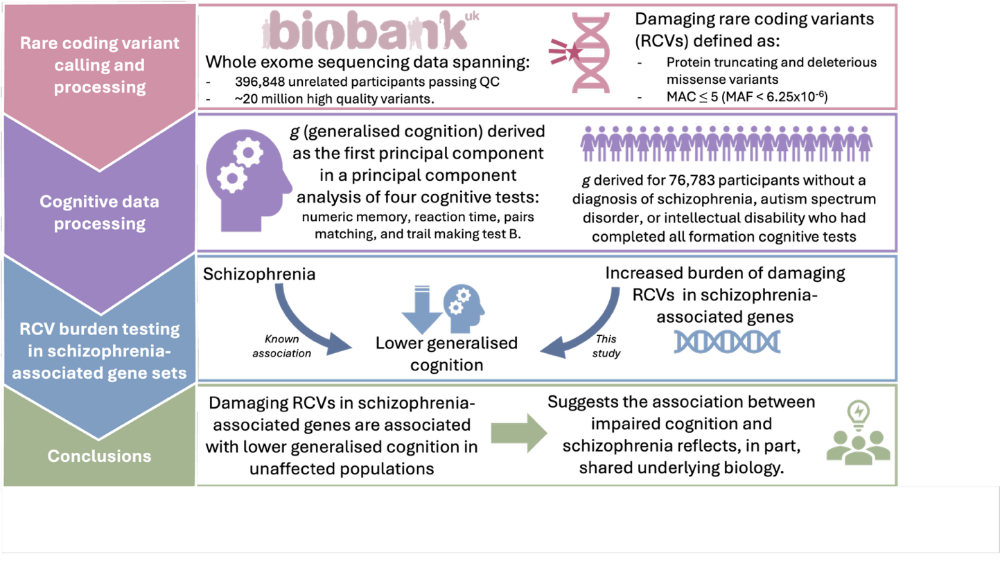 Rare coding variant
calling and
processing
biobank uk
Whole exome sequencing data spanning:
- 396,848 unrelated participants passing QC
- ~20 million high quality variants.
Damaging rare coding variants
(RCVs) defined as:
- Protein truncating and deleterious
missense variants
- MAC ≤ 5 (MAF < 6.25x10-6)
Cognitive data
processing
g (generalised cognition) derived
as the first principal component
in a principal component
analysis of four cognitive tests:
numeric memory, reaction time, pairs
matching, and trail making test B.
g derived for 76,783 participants without a
diagnosis of schizophrenia, autism spectrum
disorder, or intellectual disability who had
completed all formation cognitive tests
RCV burden testing
in schizophrenia-
associated gene sets
Schizophrenia
Known
association
Lower generalised
cognition
This
study
Increased burden of damaging
RCVs in schizophrenia-
associated genes
Conclusions
Damaging RCVs in schizophrenia-
associated genes are associated
with lower generalised cognition in
unaffected populations
Suggests the association between
impaired cognition and
schizophrenia reflects, in part,
shared underlying biology.